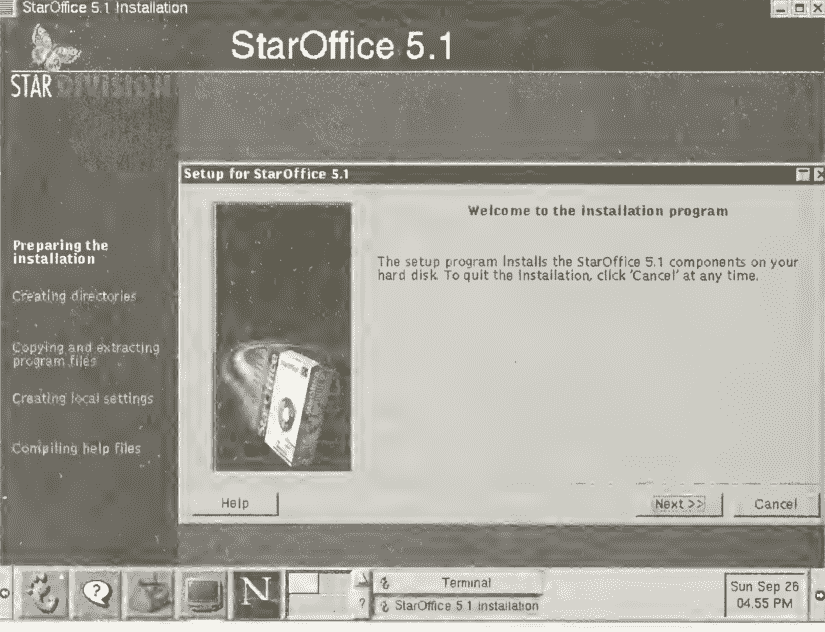 StarOffice 5.1 Installation
StarOffice 5.1
STAR DIVISION
Setup for StarOffice 5.1
Welcome to the installation program
The setup program installs the StarOffice 5.1 components on your
hard disk. To quit the installation, click 'Cancel' at any time.
Preparing the
installation
Creating directories
Copying and extracting
program files
Creating local settings
Compiling help files
Help
Next >>
Cancel
N
Terminal
StarOffice 5.1 Installation
?
?
Sun Sep 26
04.55 PM